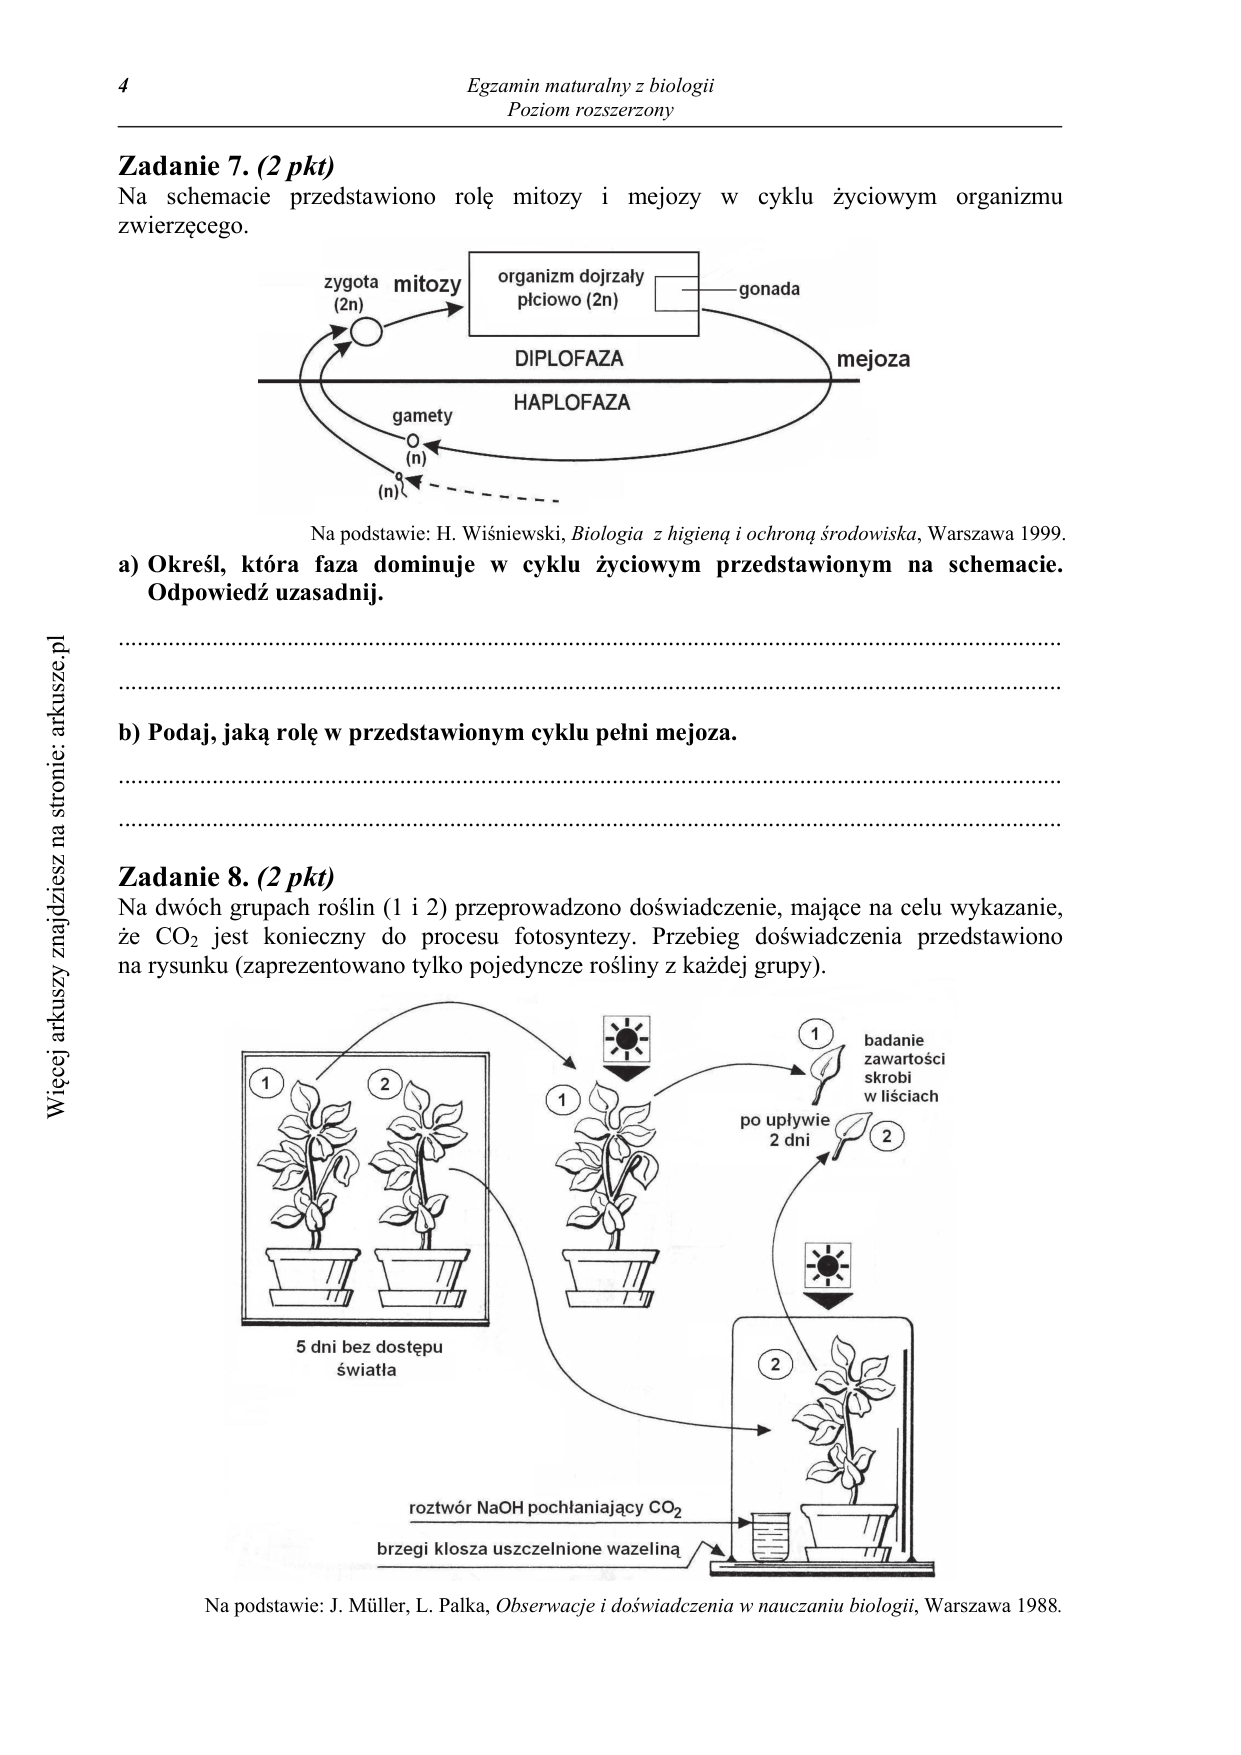 4
Egzamin maturalny z biologii
Poziom rozszerzony
Zadanie 7. (2 pkt)
Na schemacie przedstawiono rolę mitozy i mejozy w cyklu życiowym organizmu
zwierzęcego.
zygota
(2n)
mitozy
organizm dojrzały
płciowo (2n)
gonada
DIPLOFAZA
mejoza
HAPLOFAZA
gamety
(n)
(n)
Na podstawie: H. Wiśniewski, Biologia z higieną i ochroną środowiska, Warszawa 1999.
a) Określ, która faza dominuje w cyklu życiowym przedstawionym na schemacie.
Odpowiedź uzasadnij.
b) Podaj, jaką rolę w przedstawionym cyklu pełni mejoza.
Zadanie 8. (2 pkt)
Na dwóch grupach roślin (1 i 2) przeprowadzono doświadczenie, mające na celu wykazanie,
że CO2 jest konieczny do procesu fotosyntezy. Przebieg doświadczenia przedstawiono
na rysunku (zaprezentowano tylko pojedyncze rośliny z każdej grupy).
1
2
1
1
badanie
zawartości
skrobi
w liściach
po upływie
2 dni
2
5 dni bez dostępu
światła
2
roztwór NaOH pochłaniający CO2
brzegi klosza uszczelnione wazeliną
Na podstawie: J. Müller, L. Palka, Obserwacje i doświadczenia w nauczaniu biologii, Warszawa 1988.
Więcej arkuszy znajdziesz na stronie: arkusze.pl